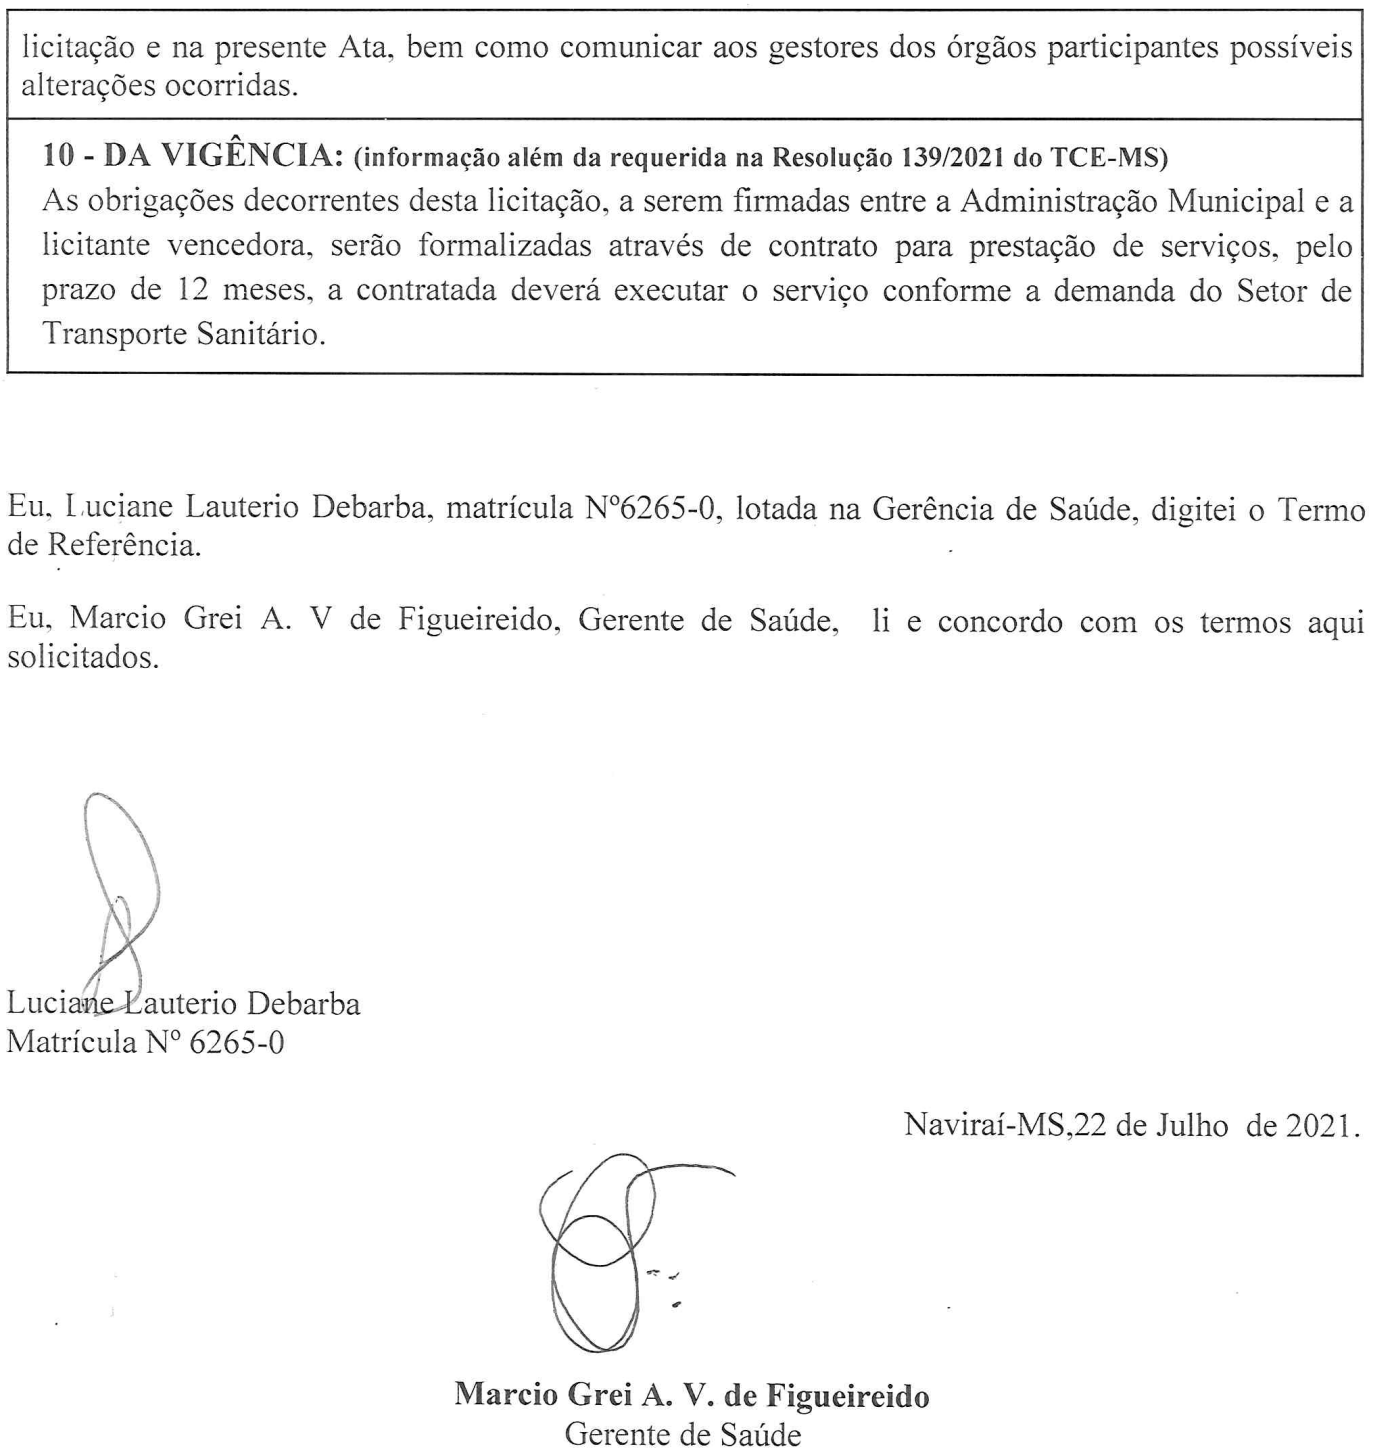 licitação e na presente Ata, bem como comunicar aos gestores dos órgãos participantes possíveis
alterações ocorridas.
10 - DA VIGÊNCIA: (informação além da requerida na Resolução 139/2021 do TCE-MS)
As obrigações decorrentes desta licitação, a serem firmadas entre a Administração Municipal e a
licitante vencedora, serão formalizadas através de contrato para prestação de serviços, pelo
prazo de 12 meses, a contratada deverá executar o serviço conforme a demanda do Setor de
Transporte Sanitário.
Eu, Luciane Lauterio Debarba, matrícula Nº6265-0, lotada na Gerência de Saúde, digitei o Termo
de Referência.
Eu, Marcio Grei A. V de Figueireido, Gerente de Saúde, li e concordo com os termos aqui
solicitados.
Luciane Lauterio Debarba
Matrícula Nº 6265-0
Naviraí-MS,22 de Julho de 2021.
Marcio Grei A. V. de Figueireido
Gerente de Saúde